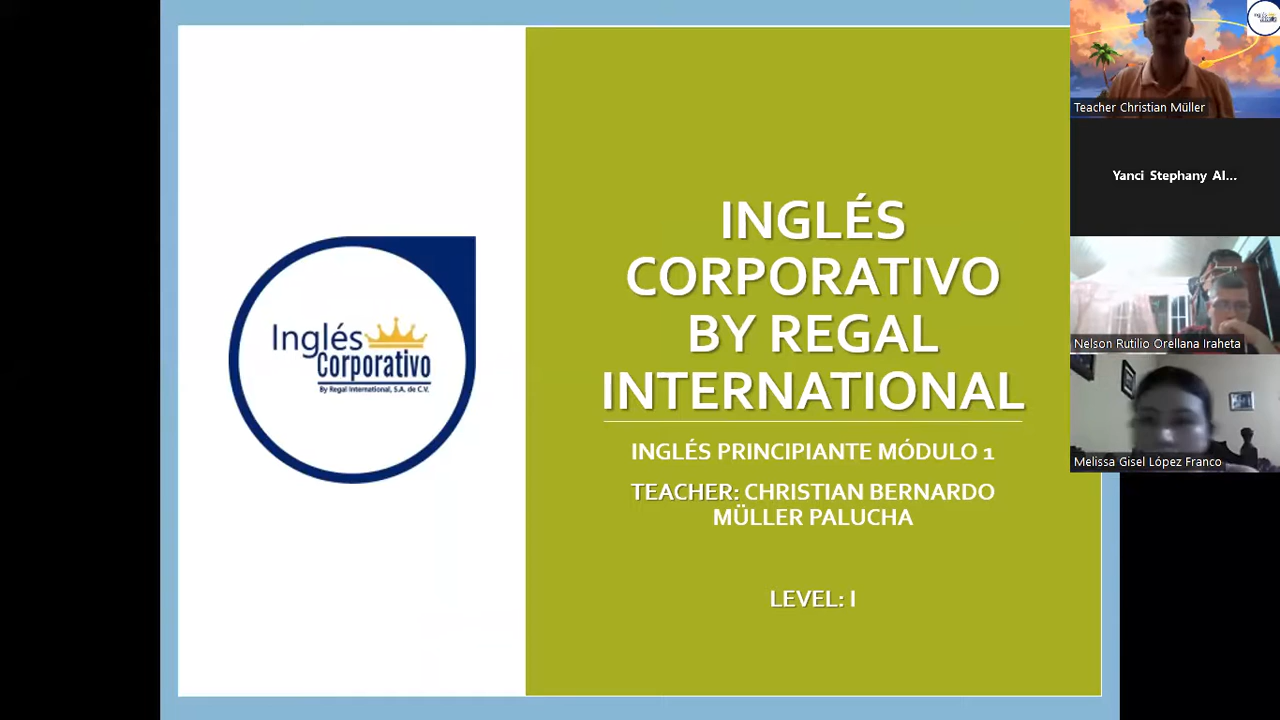 Inglés
Corporativo
By Regal International, S.A. de C.V.
INGLÉS
CORPORATIVO
BY REGAL
INTERNATIONAL
INGLÉS PRINCIPIANTE MÓDULO 1
TEACHER: CHRISTIAN BERNARDO
MÜLLER PALUCHA
LEVEL: I
Teacher Christian Müller
Yanci Stephany Al...
Nelson Rutilio Orellana Iraheta
Melissa Gisel López Franco